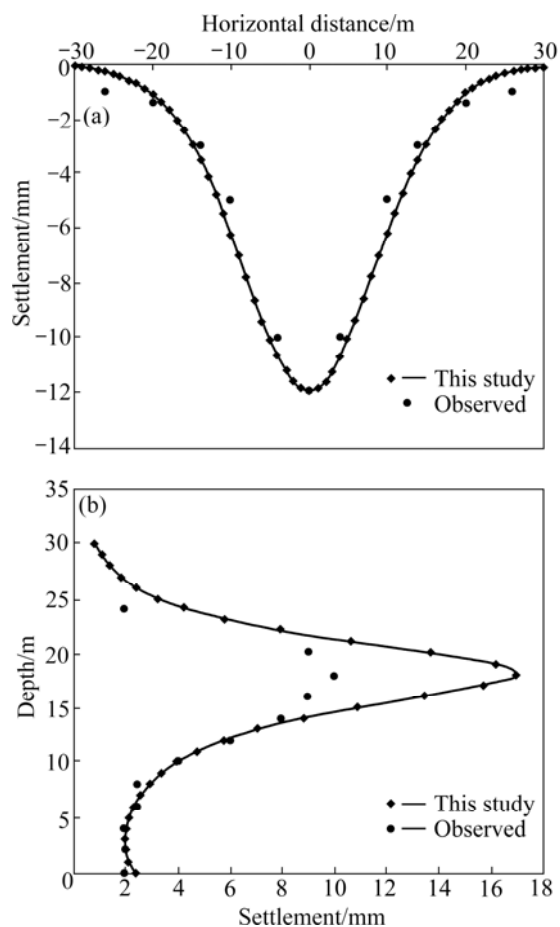 Horizontal distance/m
−30 −20 −10 0 10 20 30
0
−2
−4
−6
−8
−10
−12
−14
Settlement/mm
(a)
This study
Observed
35
30
25
20
15
10
5
0
Depth/m
(b)
This study
Observed
2 4 6 8 10 12 14 16 18
Settlement/mm